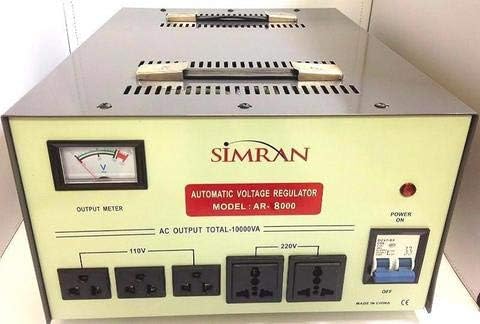 SIMRAN
AUTOMATIC VOLTAGE REGULATOR
MODEL: AR- 8000
V
OUTPUT METER
POWER
ON
AC OUTPUT TOTAL-10000VA
110V
220V
OFF
MADE IN CHINA CE